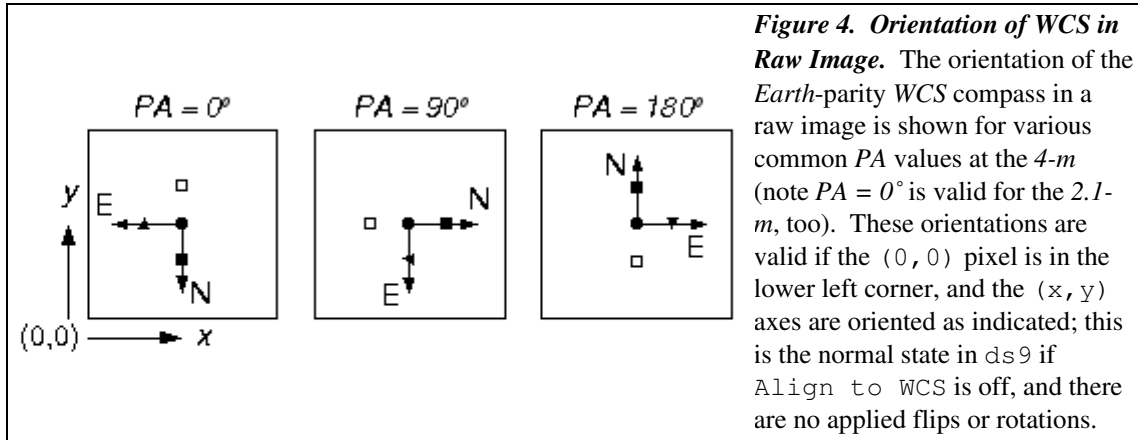 PA = 0º
PA = 90º
PA = 180º
y
E
N
(0,0)
x
N
E
N
E
Figure 4. Orientation of WCS in
Raw Image. The orientation of the
Earth-parity WCS compass in a
raw image is shown for various
common PA values at the 4-m
(note PA = 0˚ is valid for the 2.1-
m, too). These orientations are
valid if the (0,0) pixel is in the
lower left corner, and the (x,y)
axes are oriented as indicated; this
is the normal state in ds9 if
Align to WCS is off, and there
are no applied flips or rotations.